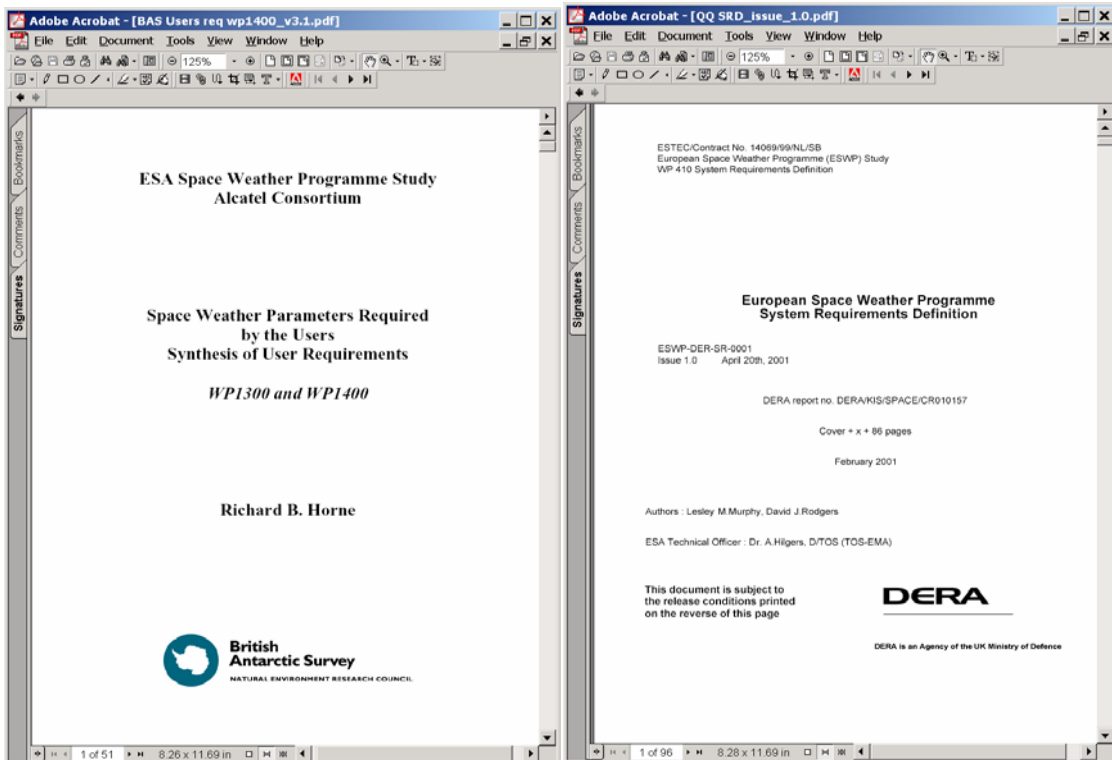 Adobe Acrobat - [BAS Users req wp1400_v3.1.pdf]
File Edit Document Tools View Window Help
125%
Bookmarks
Comments
Signatures
ESA Space Weather Programme Study
Alcatel Consortium
Space Weather Parameters Required
by the Users
Synthesis of User Requirements
WP1300 and WP1400
Richard B. Horne
British
Antarctic Survey
NATURAL ENVIRONMENT RESEARCH COUNCIL
1 of 51 8.26 x 11.69 in
Adobe Acrobat - [QQ SRD_issue_1.0.pdf]
File Edit Document Tools View Window Help
125%
Bookmarks
Comments
Signatures
ESTEC/Contract No. 14069/99/NL/SB
European Space Weather Programme (ESWP) Study
WP 410 System Requirements Definition
European Space Weather Programme
System Requirements Definition
ESWP-DER-SR-0001
Issue 1.0 April 20th, 2001
DERA report no. DERA/KIS/SPACE/CR010157
Cover + x + 86 pages
February 2001
Authors : Lesley M.Murphy, David J.Rodgers
ESA Technical Officer : Dr. A.Hilgers, D/TOS (TOS-EMA)
This document is subject to
the release conditions printed
on the reverse of this page
DERA
DERA is an Agency of the UK Ministry of Defence
1 of 96 8.28 x 11.69 in